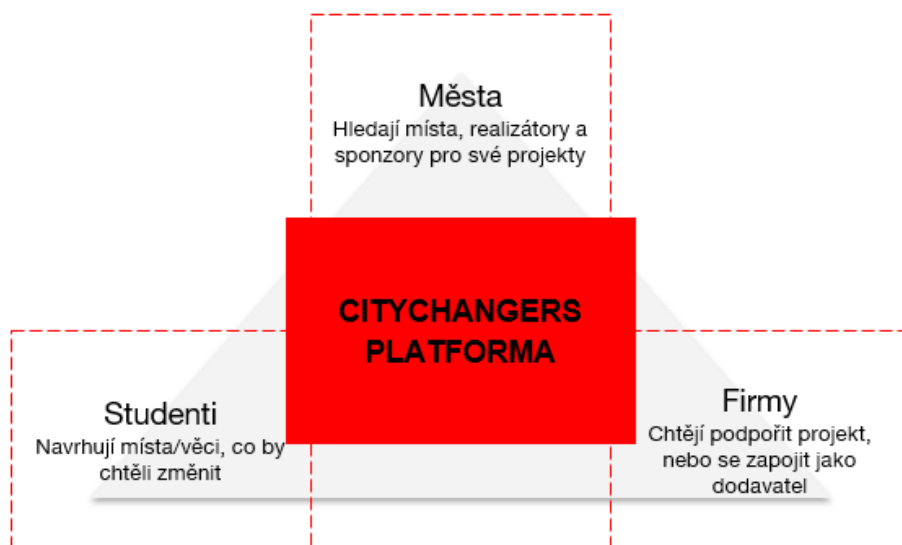 Města
Hledají místa, realizátory a
sponzory pro své projekty
CITYCHANGERS
PLATFORMA
Studenti
Navrhují místa/věci, co by
chtěli změnit
Firmy
Chtějí podpořit projekt,
nebo se zapojit jako
dodavatel